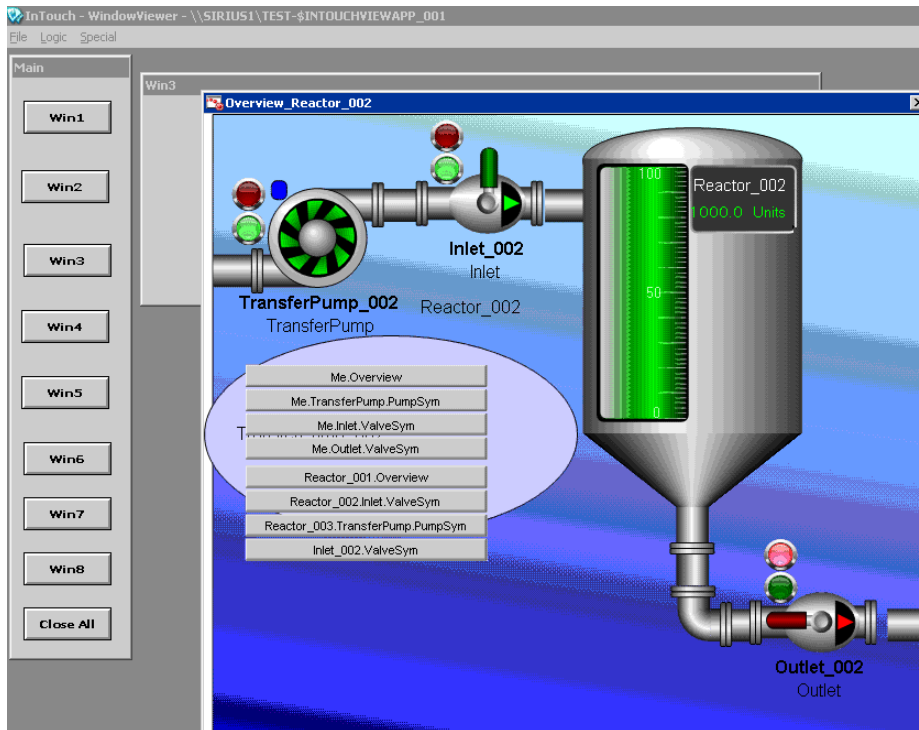 InTouch - WindowViewer - \\SIRIUS1\TEST-$INTOUCHVIEWAPP_001
File Logic Special
Main
Win1
Win2
Win3
Win4
Win5
Win6
Win7
Win8
Close All
Win3
Overview_Reactor_002
100
50
0
Reactor_002
1000.0 Units
Inlet_002
Inlet
TransferPump_002
TransferPump
Reactor_002
Me.Overview
Me.TransferPump.PumpSym
Me.Inlet.ValveSym
Me.Outlet.ValveSym
Reactor_001.Overview
Reactor_002.Inlet.ValveSym
Reactor_003.TransferPump.PumpSym
Inlet_002.ValveSym
Outlet_002
Outlet